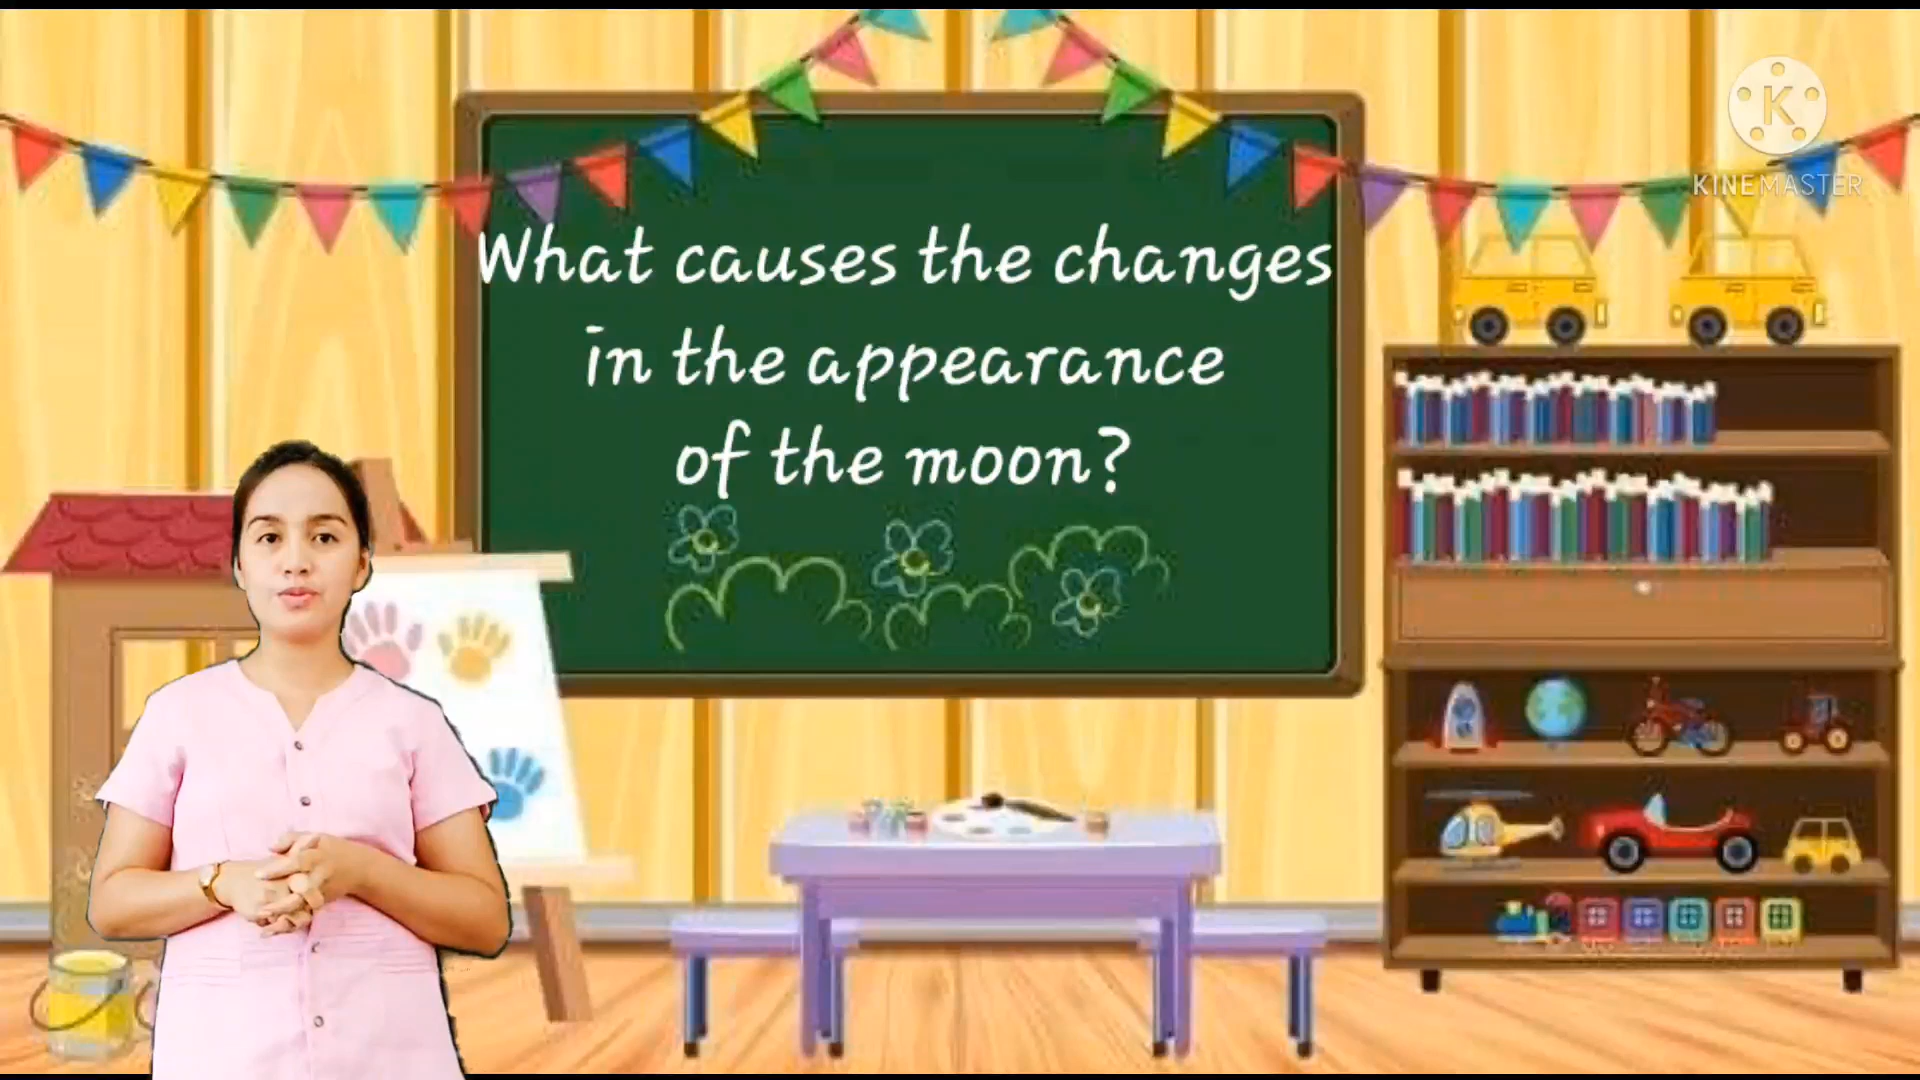 What causes the changes
in the appearance
of the moon?
K
KINEMASTER